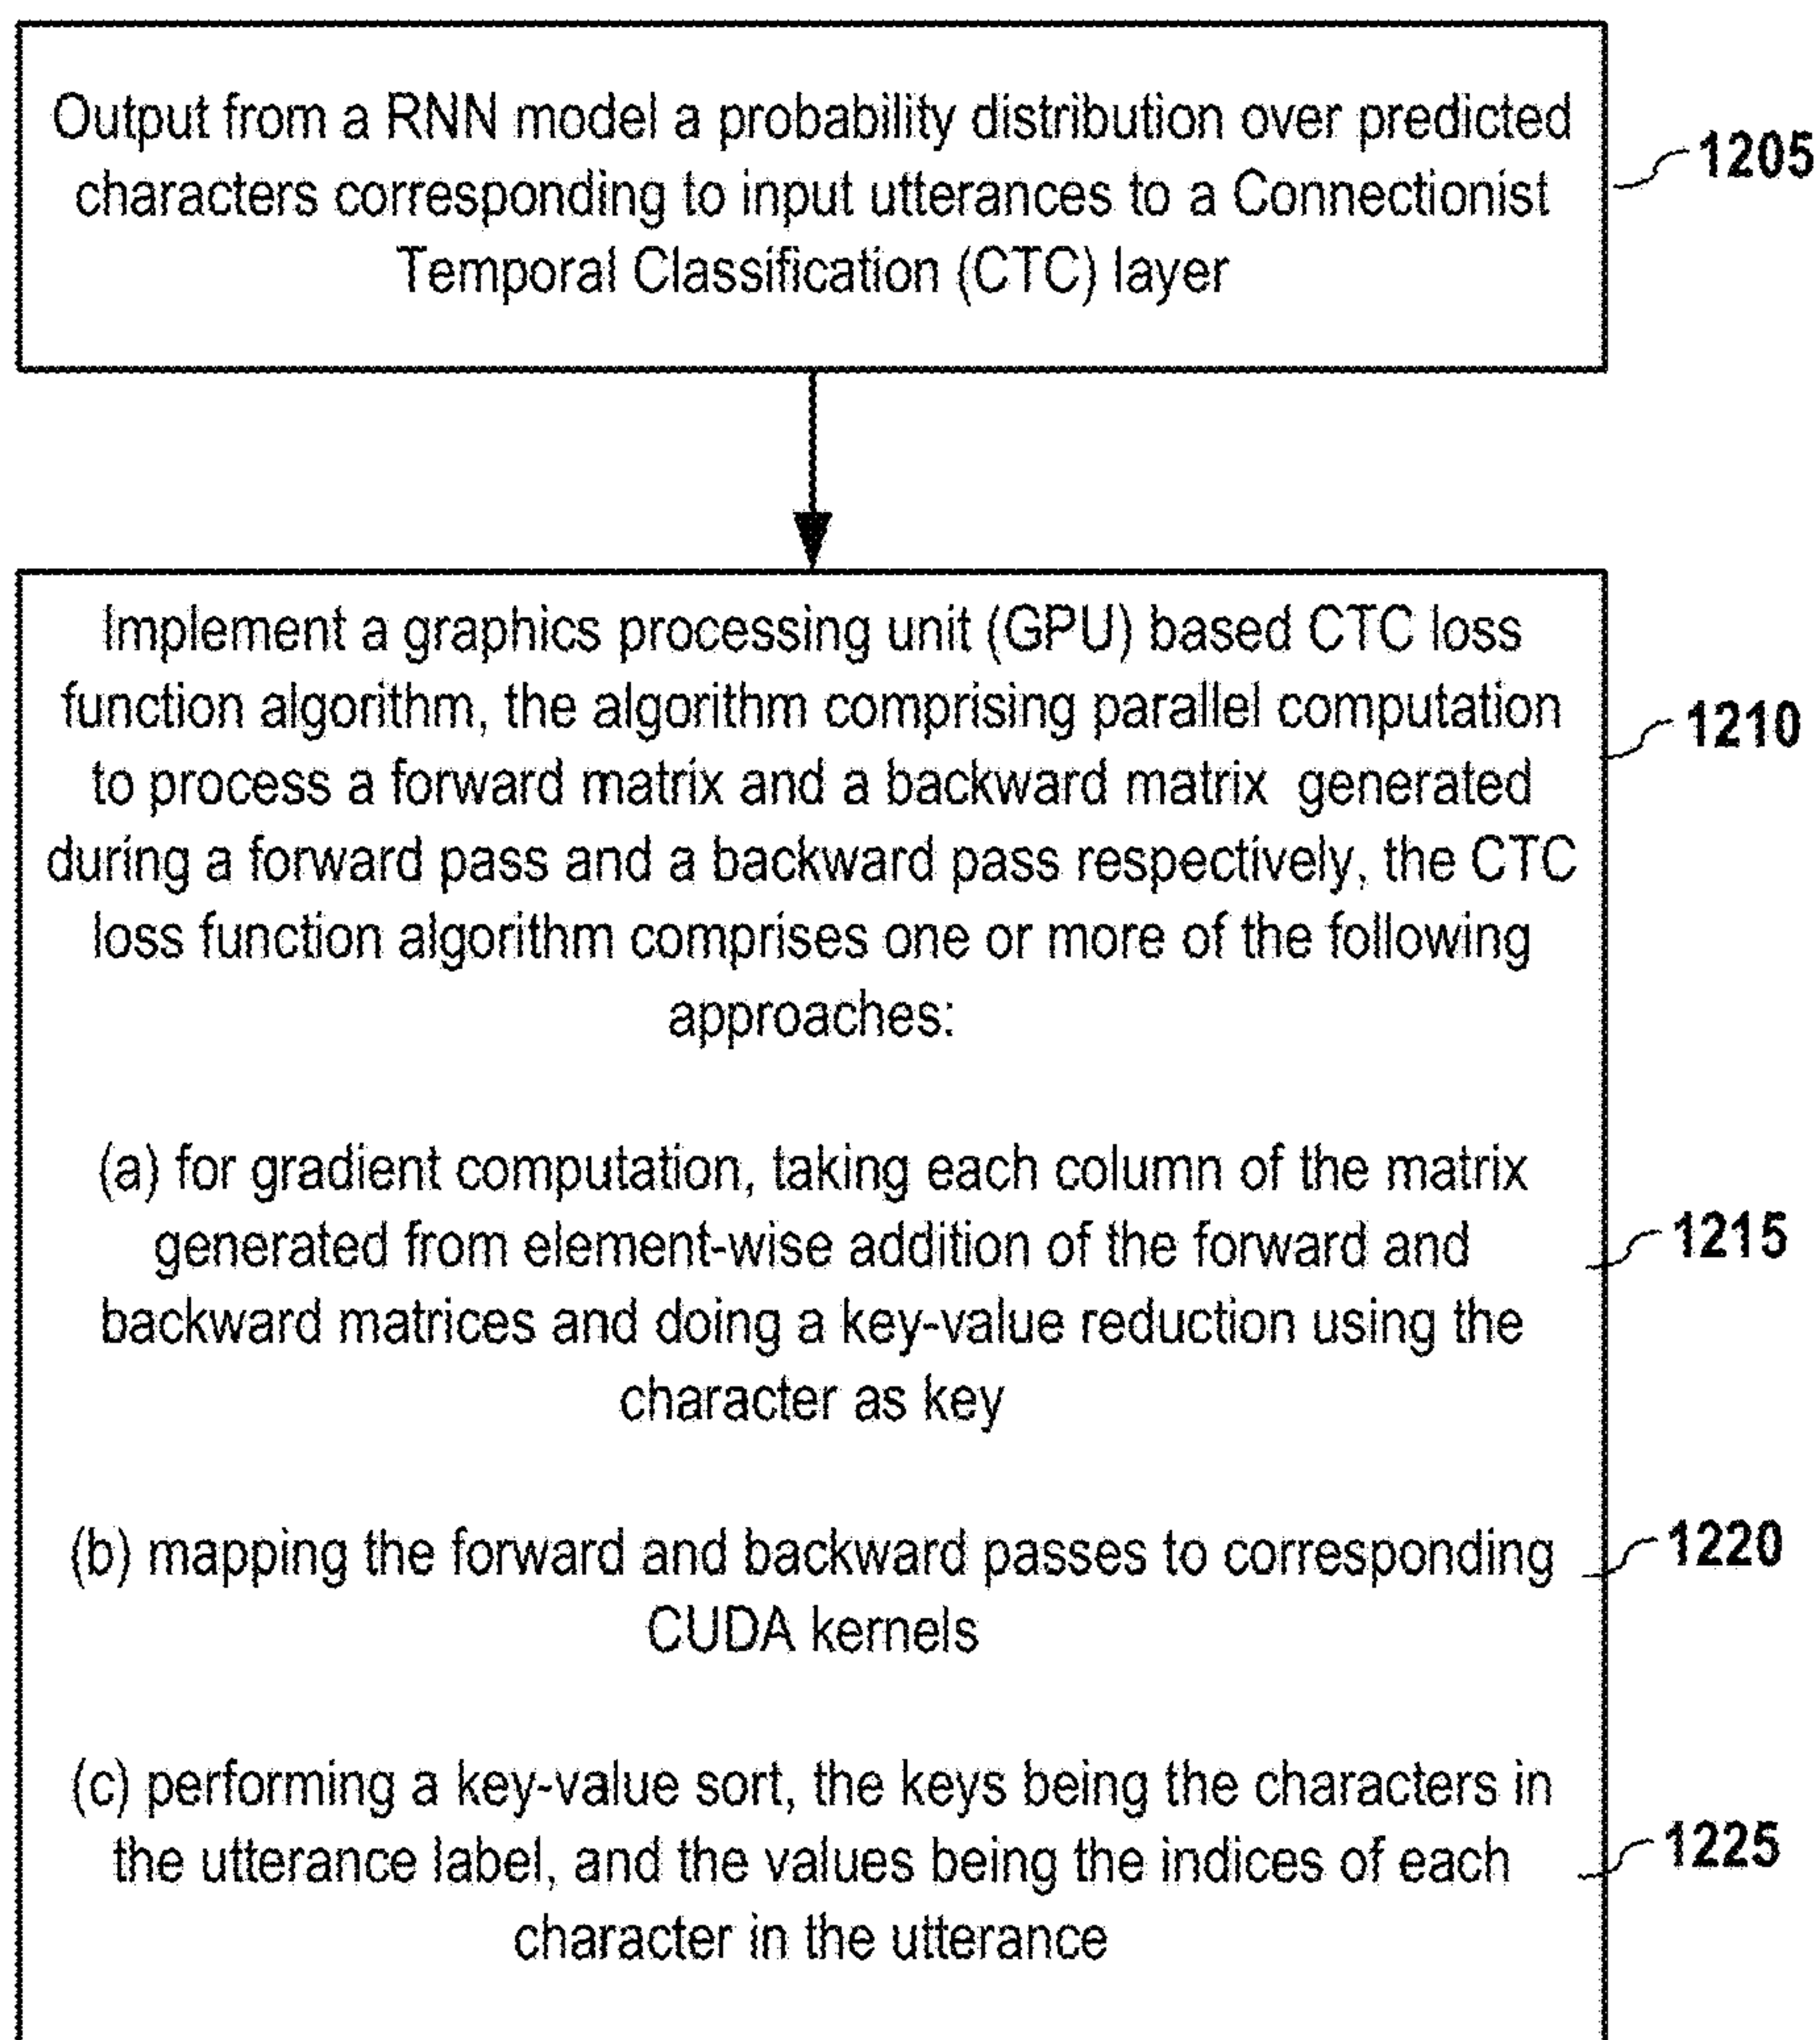 Output from a RNN model a probability distribution over predicted
characters corresponding to input utterances to a Connectionist
Temporal Classification (CTC) layer
1205
Implement a graphics processing unit (GPU) based CTC loss
function algorithm, the algorithm comprising parallel computation
to process a forward matrix and a backward matrix generated
during a forward pass and a backward pass respectively, the CTC
loss function algorithm comprises one or more of the following
approaches:
1210
(a) for gradient computation, taking each column of the matrix
generated from element-wise addition of the forward and
backward matrices and doing a key-value reduction using the
character as key
1215
(b) mapping the forward and backward passes to corresponding
CUDA kernels
1220
(c) performing a key-value sort, the keys being the characters in
the utterance label, and the values being the indices of each
character in the utterance
1225